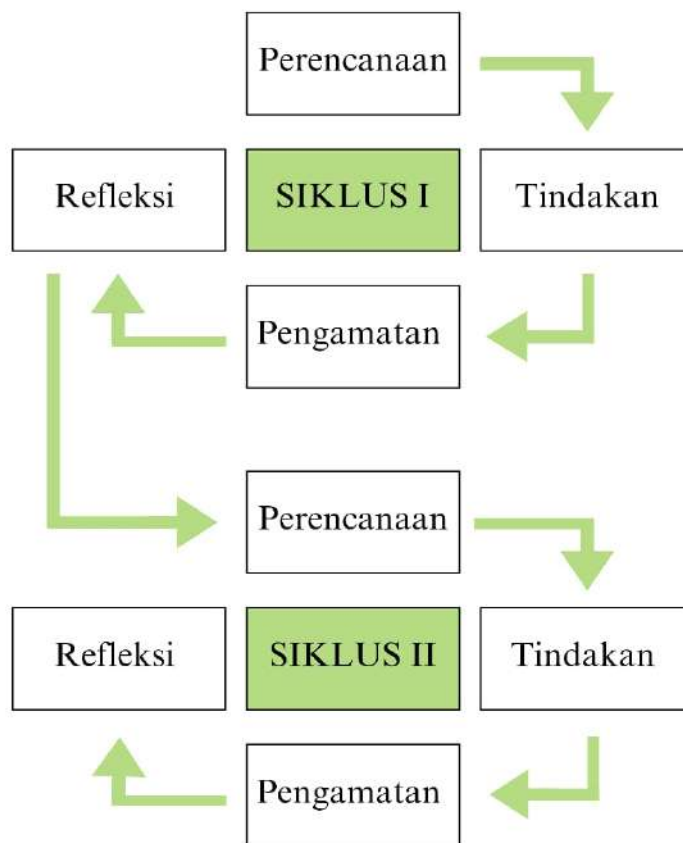 Perencanaan
Refleksi
SIKLUS I
Tindakan
Pengamatan
Perencanaan
Refleksi
SIKLUS II
Tindakan
Pengamatan